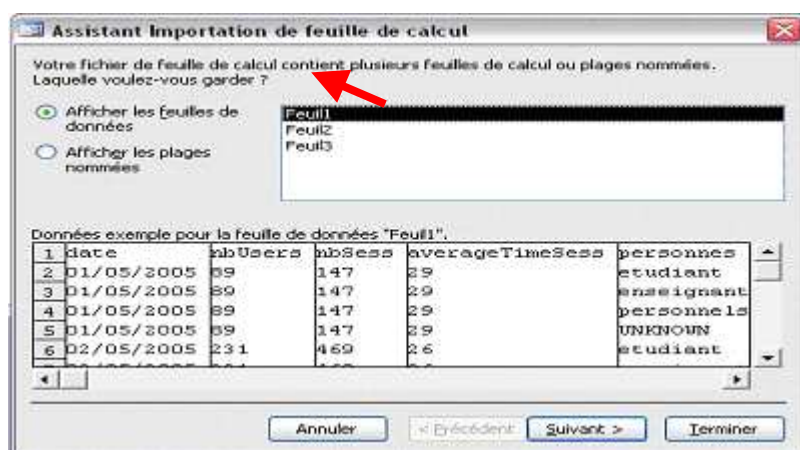 Assistant Importation de feuille de calcul
Votre fichier de feuille de calcul contient plusieurs feuilles de calcul ou plages nommées.
Laquelle voulez-vous garder ?
Afficher les feuilles de données
Feuil1
Feuil2
Feuil3
Afficher les plages nommées
Données exemple pour la feuille de données "Feuil1".
1 date nbUsers nbSess averageTimeSess personnes
2 01/05/2005 89 147 29 etudiant
3 01/05/2005 89 147 29 enseignant
4 01/05/2005 89 147 29 personnels
5 01/05/2005 89 147 29 UNKNOWN
6 02/05/2005 231 469 26 etudiant
Annuler < Précédent Suivant > Terminer